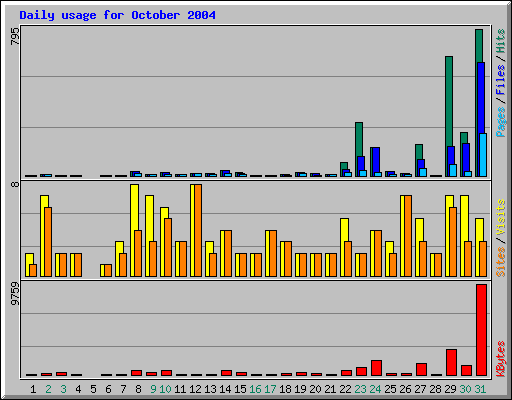 Daily usage for October 2004
795
Pages / Files / Hits
8
Sites / Visits
9759
KBytes
1 2 3 4 5 6 7 8 9 10 11 12 13 14 15 16 17 18 19 20 21 22 23 24 25 26 27 28 29 30 31